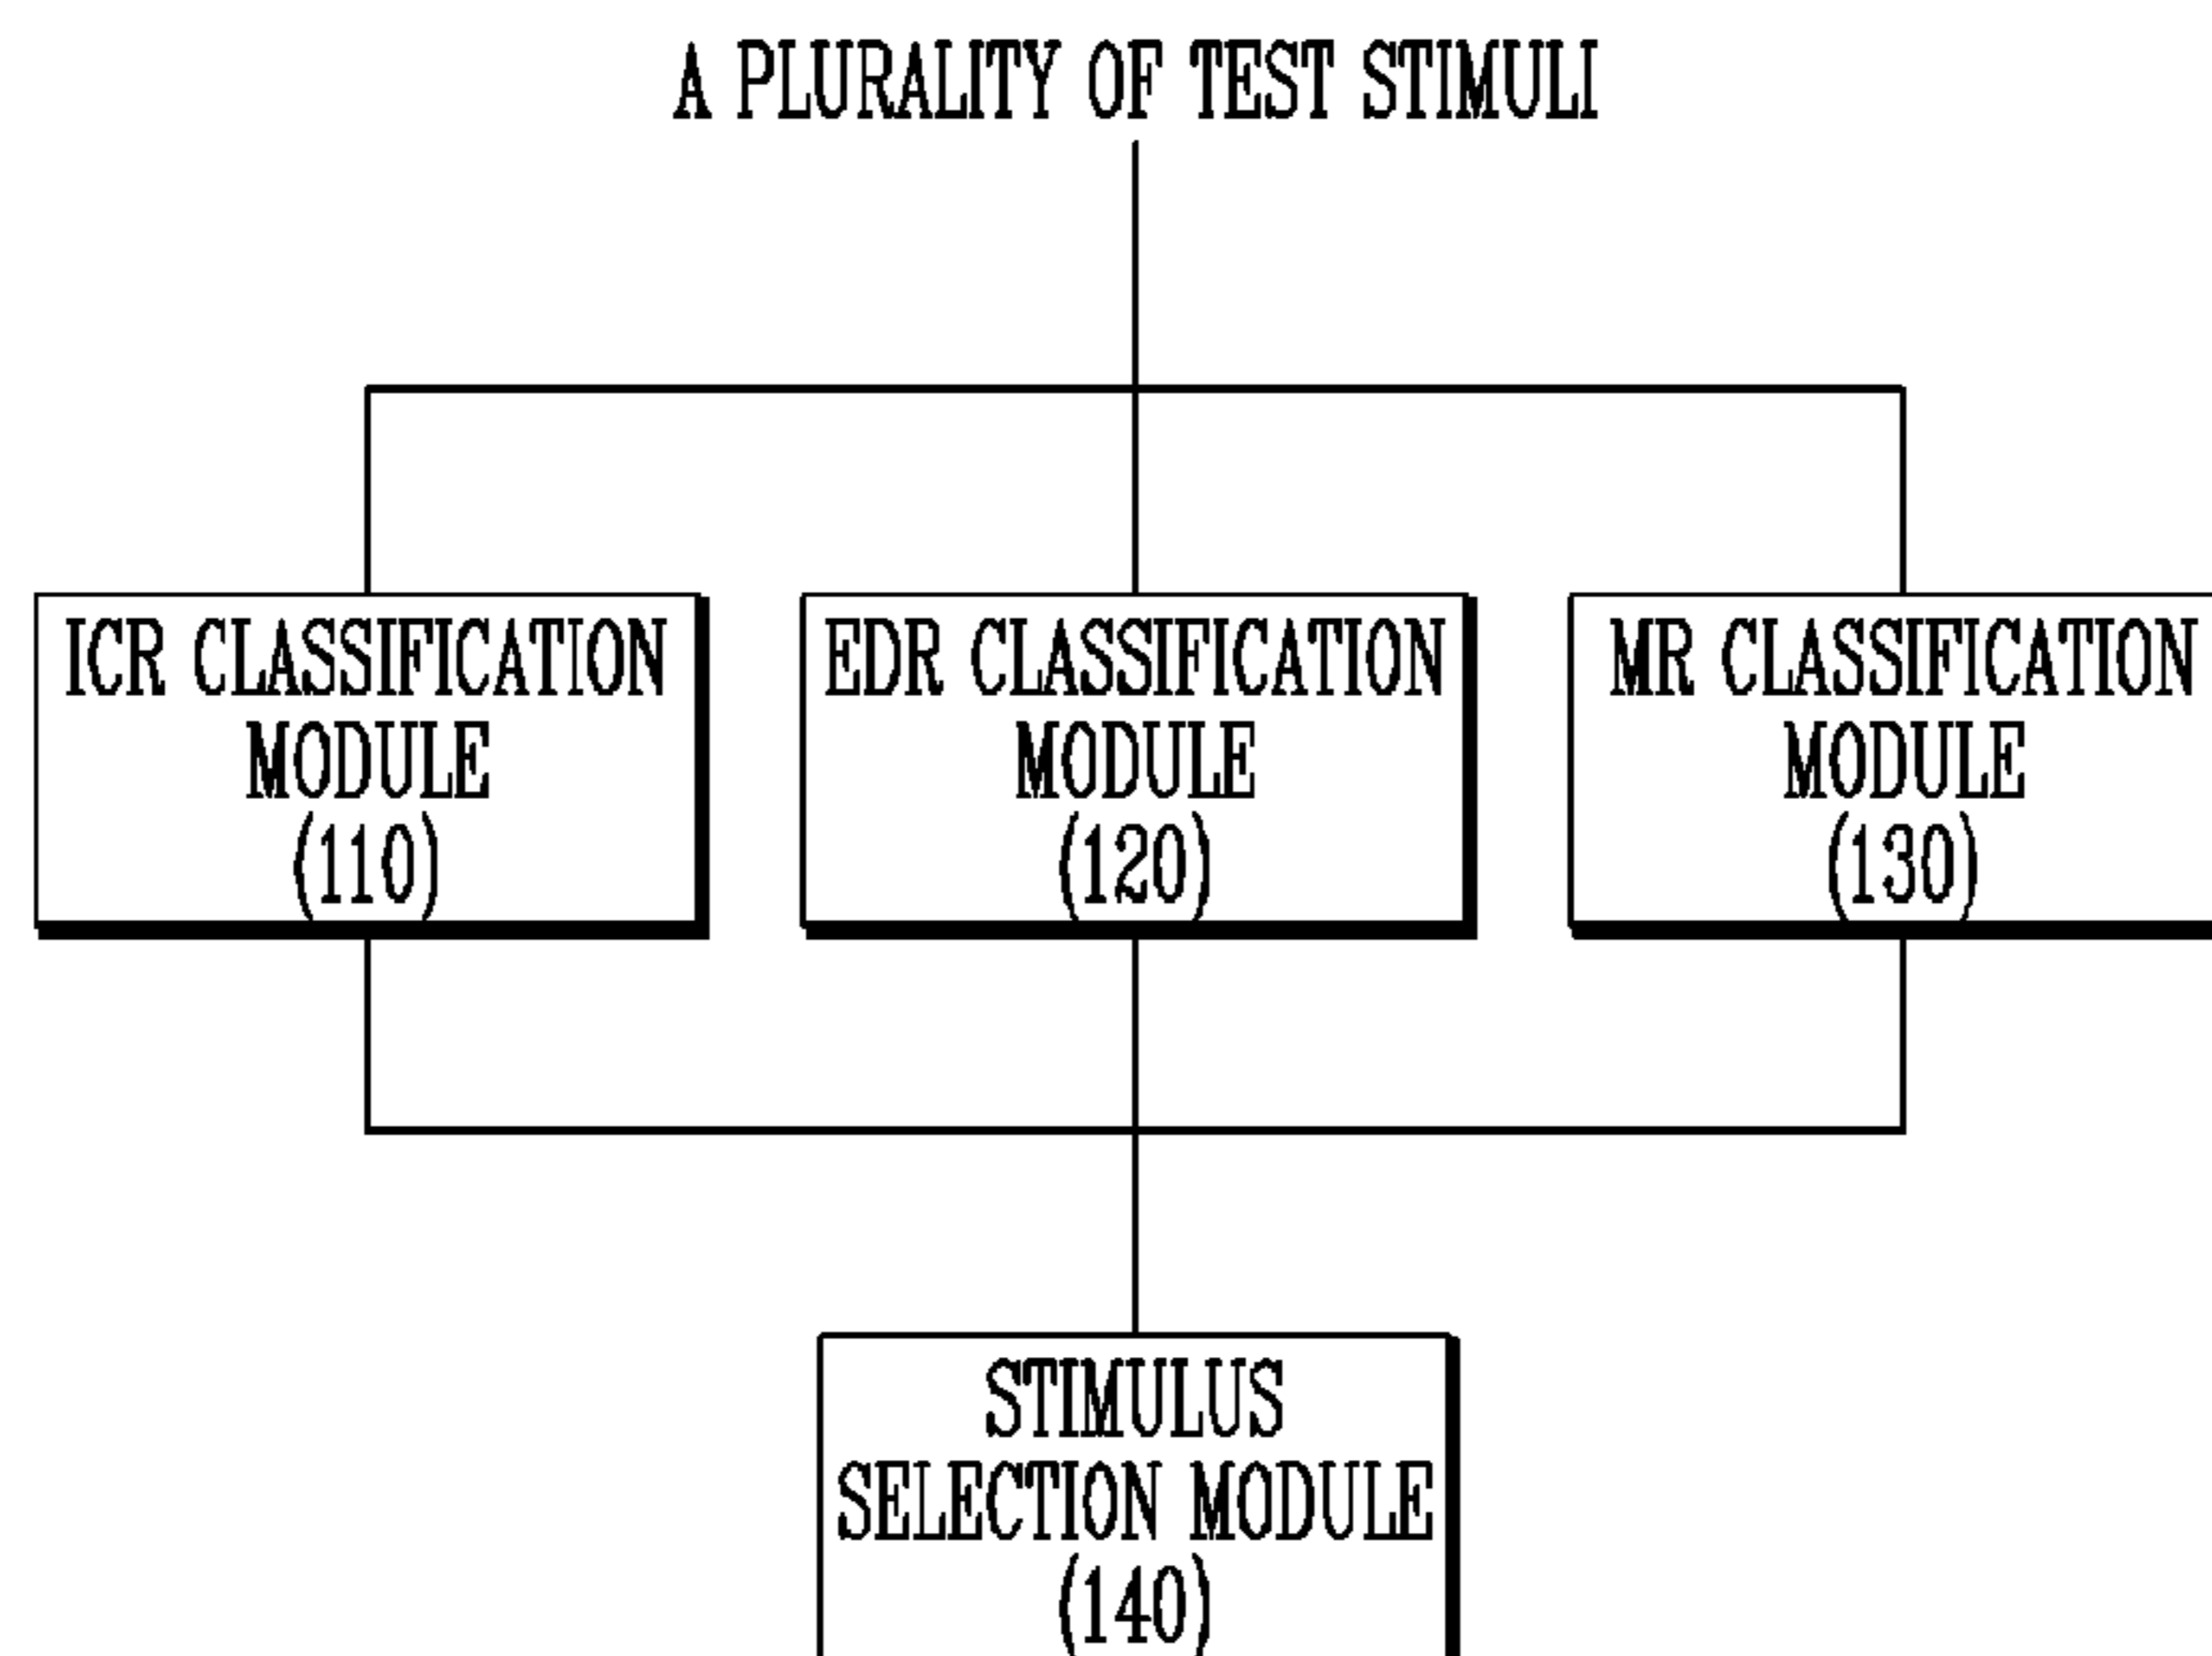 A PLURALITY OF TEST STIMULI
ICR CLASSIFICATION
MODULE
(110)
EDR CLASSIFICATION
MODULE
(120)
MR CLASSIFICATION
MODULE
(130)
STIMULUS
SELECTION MODULE
(140)